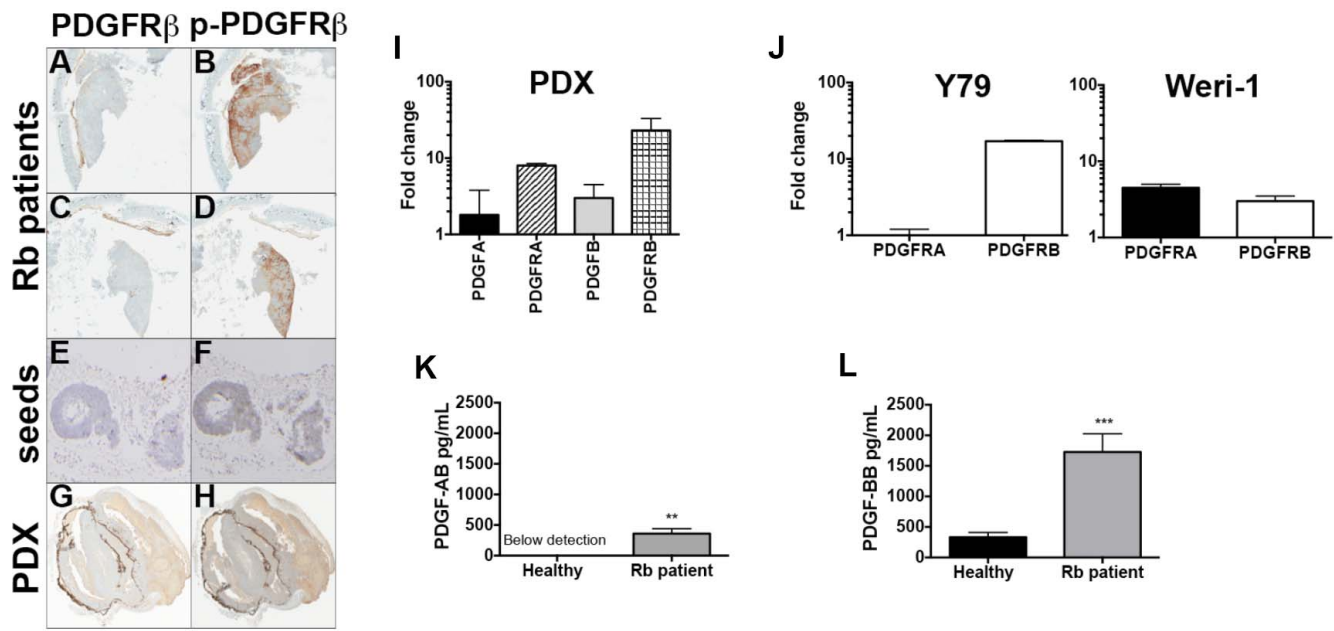 PDGFRβ p-PDGFRβ
Rb patients
seeds
PDX
A
B
C
D
E
F
G
H
I
PDX
Fold change
100
10
1
PDGFA
PDGFRA
PDGFB
PDGFRB
J
Y79
Fold change
100
10
1
PDGFRA
PDGFRB
Weri-1
100
10
1
PDGFRA
PDGFRB
K
PDGF-AB pg/mL
2500
2000
1500
1000
500
0
Below detection
**
Healthy
Rb patient
L
PDGF-BB pg/mL
2500
2000
1500
1000
500
0
***
Healthy
Rb patient